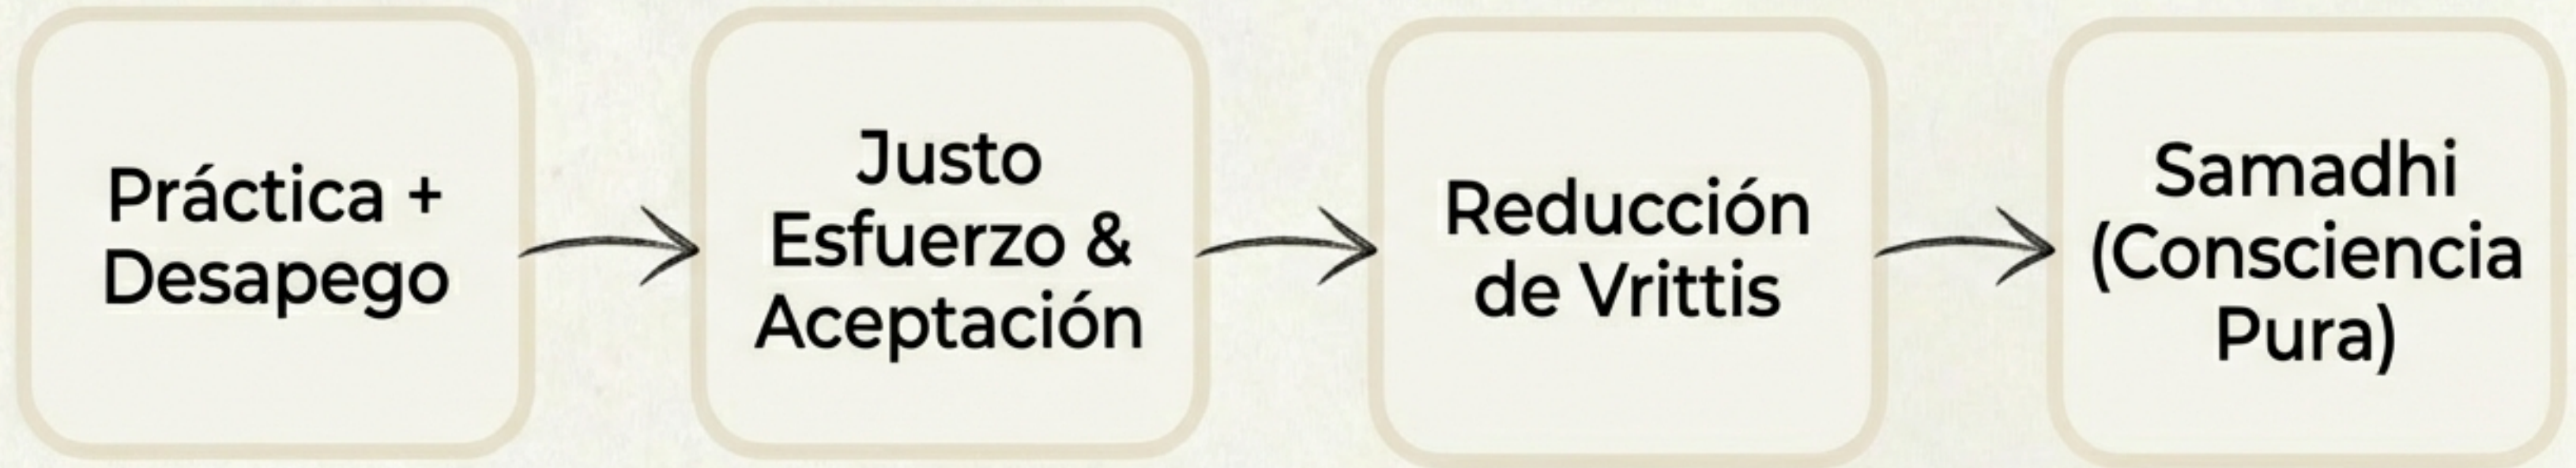 Práctica +
Desapego
Justo
Esfuerzo &
Aceptación
Reducción
de Vrittis
Samadhi
(Consciencia
Pura)